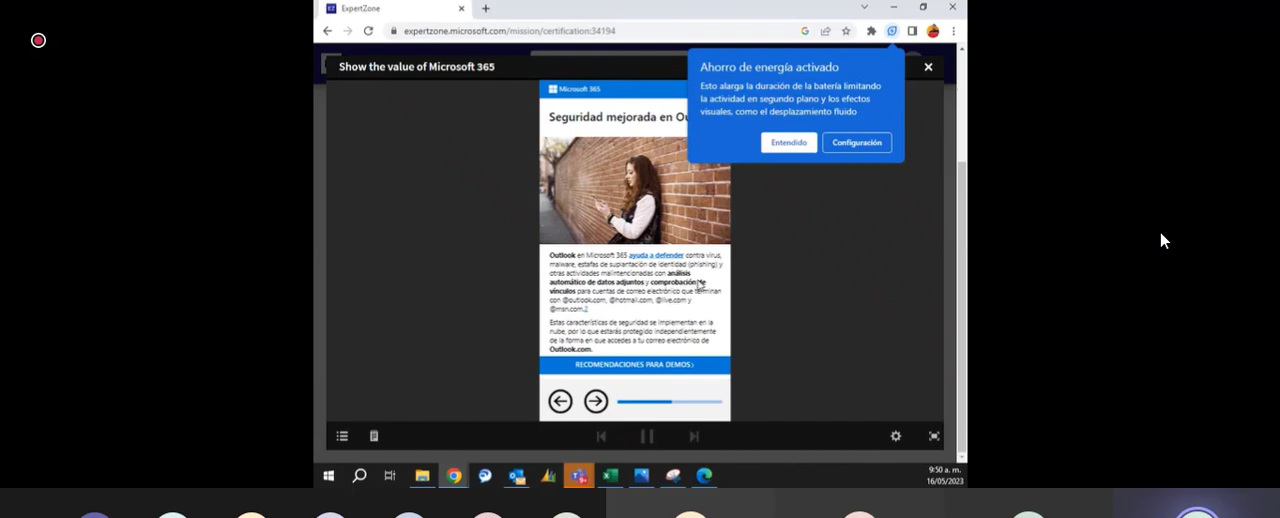 ExpertZone
expertzone.microsoft.com/mission/certification:34194
Show the value of Microsoft 365
Ahorro de energía activado
Esto alarga la duración de la batería limitando
la actividad en segundo plano y los efectos
visuales, como el desplazamiento fluido
Entendido
Configuración
Microsoft 365
Seguridad mejorada en Ou
Outlook en Microsoft 365 ayuda a defender contra virus,
malware, estafas de suplantación de identidad (phishing) y
otras actividades malintencionadas con análisis
automático de datos adjuntos y comprobación de
vínculos para cuentas de correo electrónico que terminan
con @outlook.com, @hotmail.com, @live.com y
@msn.com.2
Estas características de seguridad se implementan en la
nube, por lo que estarás protegido independientemente
de la forma en que accedes a tu correo electrónico de
Outlook.com.
RECOMENDACIONES PARA DEMOS
9:50 a. m.
16/05/2023